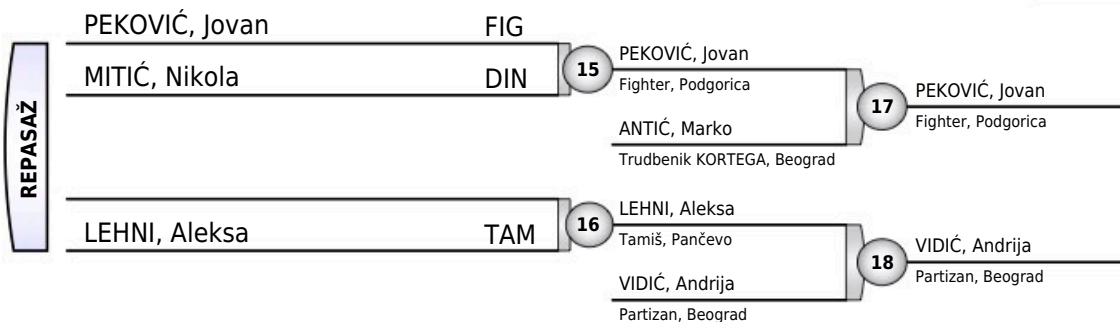 PEKOVIĆ, Jovan FIG
MITIĆ, Nikola DIN
15
PEKOVIĆ, Jovan
Fighter, Podgorica
ANTIĆ, Marko
Trudbenik KORTEGA, Beograd
17
PEKOVIĆ, Jovan
Fighter, Podgorica
REPASAŽ
LEHNI, Aleksa TAM
16
LEHNI, Aleksa
Tamiš, Pančevo
VIDIĆ, Andrija
Partizan, Beograd
18
VIDIĆ, Andrija
Partizan, Beograd